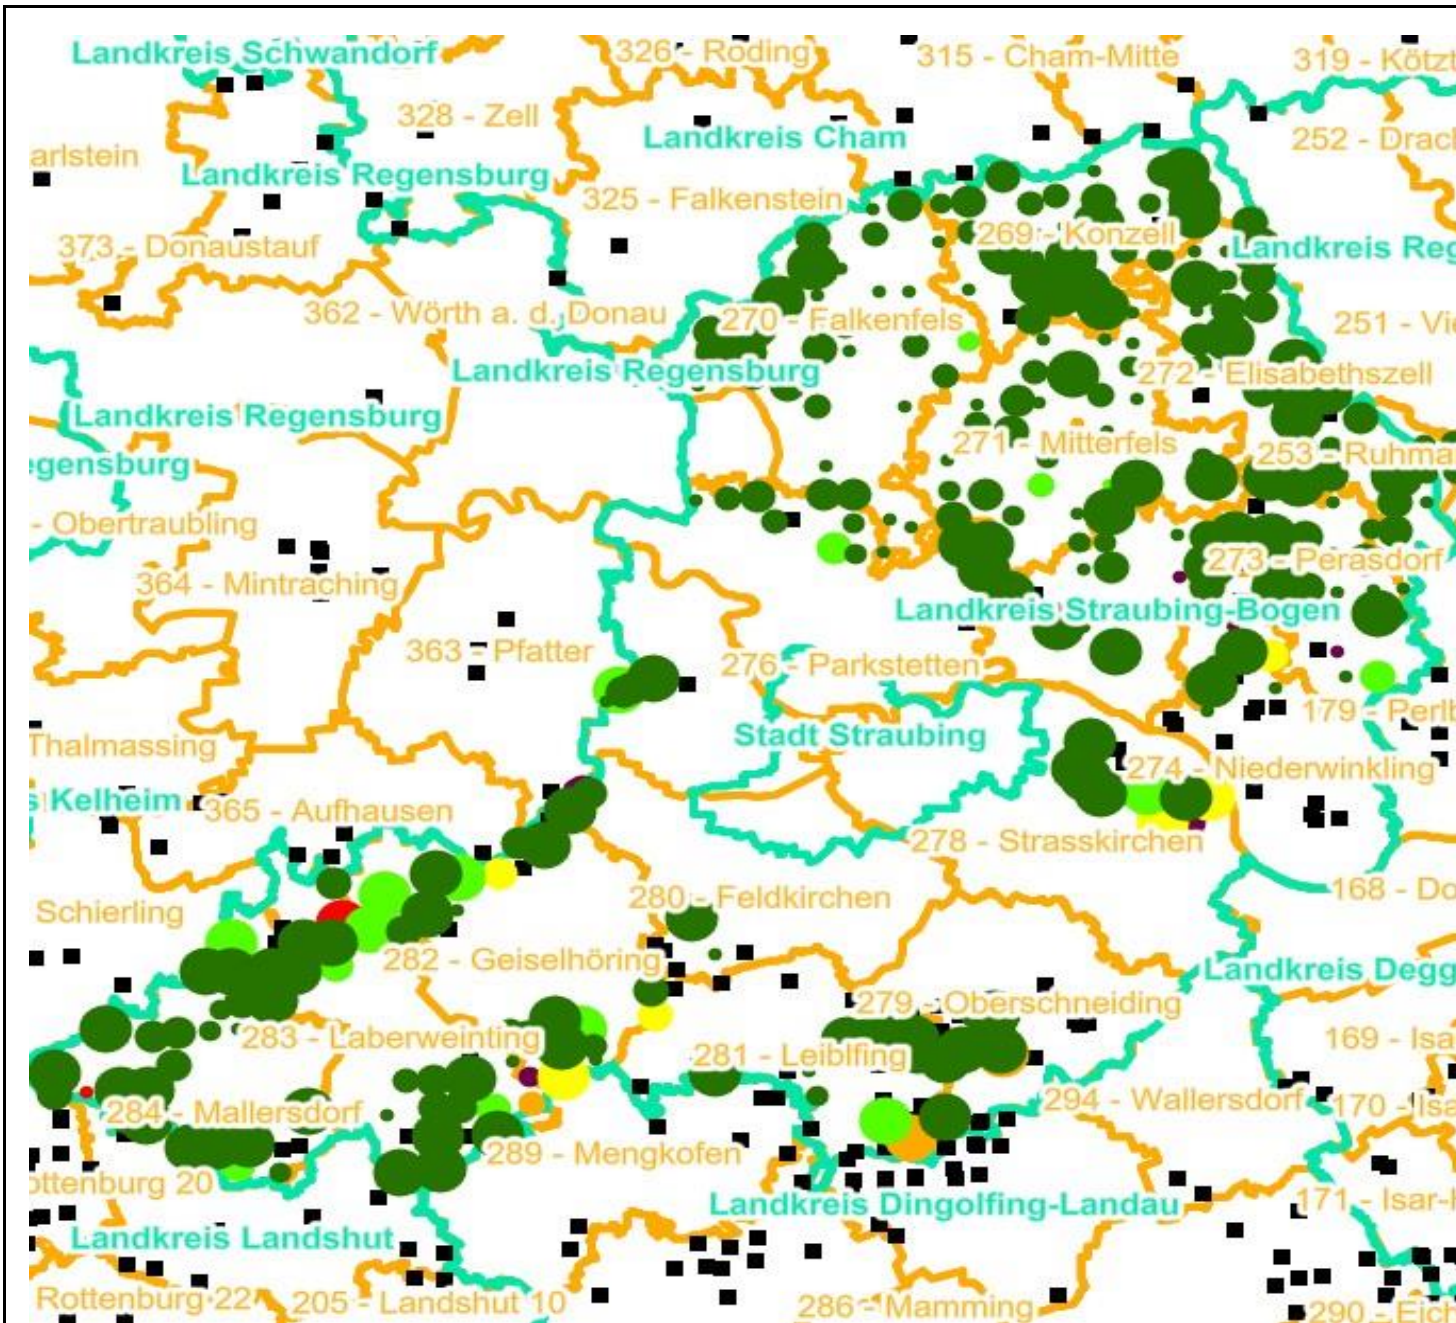 Landkreis Schwandorf
326 - Roding
315 - Cham-Mitte
319 - Kötzt
328 - Zell
Landkreis Cham
252 - Drac
arlstein
Landkreis Regensburg
325 - Falkenstein
373 - Donaustauf
269 - Konzell
Landkreis Reg
362 - Wörth a. d. Donau
270 - Falkenfels
251 - Vi
Landkreis Regensburg
272 - Elisabethszell
Landkreis Regensburg
271 - Mitterfels
253 - Ruhma
egensburg
- Obertraubling
273 - Perasdorf
364 - Mintraching
Landkreis Straubing-Bogen
363 - Pfatter
276 - Parkstetten
179 - Perl
Thalmassing
Stadt Straubing
274 - Niederwinkling
s Kelheim
365 - Aufhausen
278 - Strasskirchen
Schierling
280 - Feldkirchen
168 - Do
282 - Geiselhöring
Landkreis Degg
279 - Oberschneiding
283 - Laberweinting
281 - Leiblfing
169 - Isa
284 - Mallersdorf
294 - Wallersdorf
170 - Isa
289 - Mengkofen
ottenburg 20
Landkreis Dingolfing-Landau
171 - Isar-
Landkreis Landshut
Rottenburg 22
205 - Landshut 10
286 - Mamming
290 - Eich